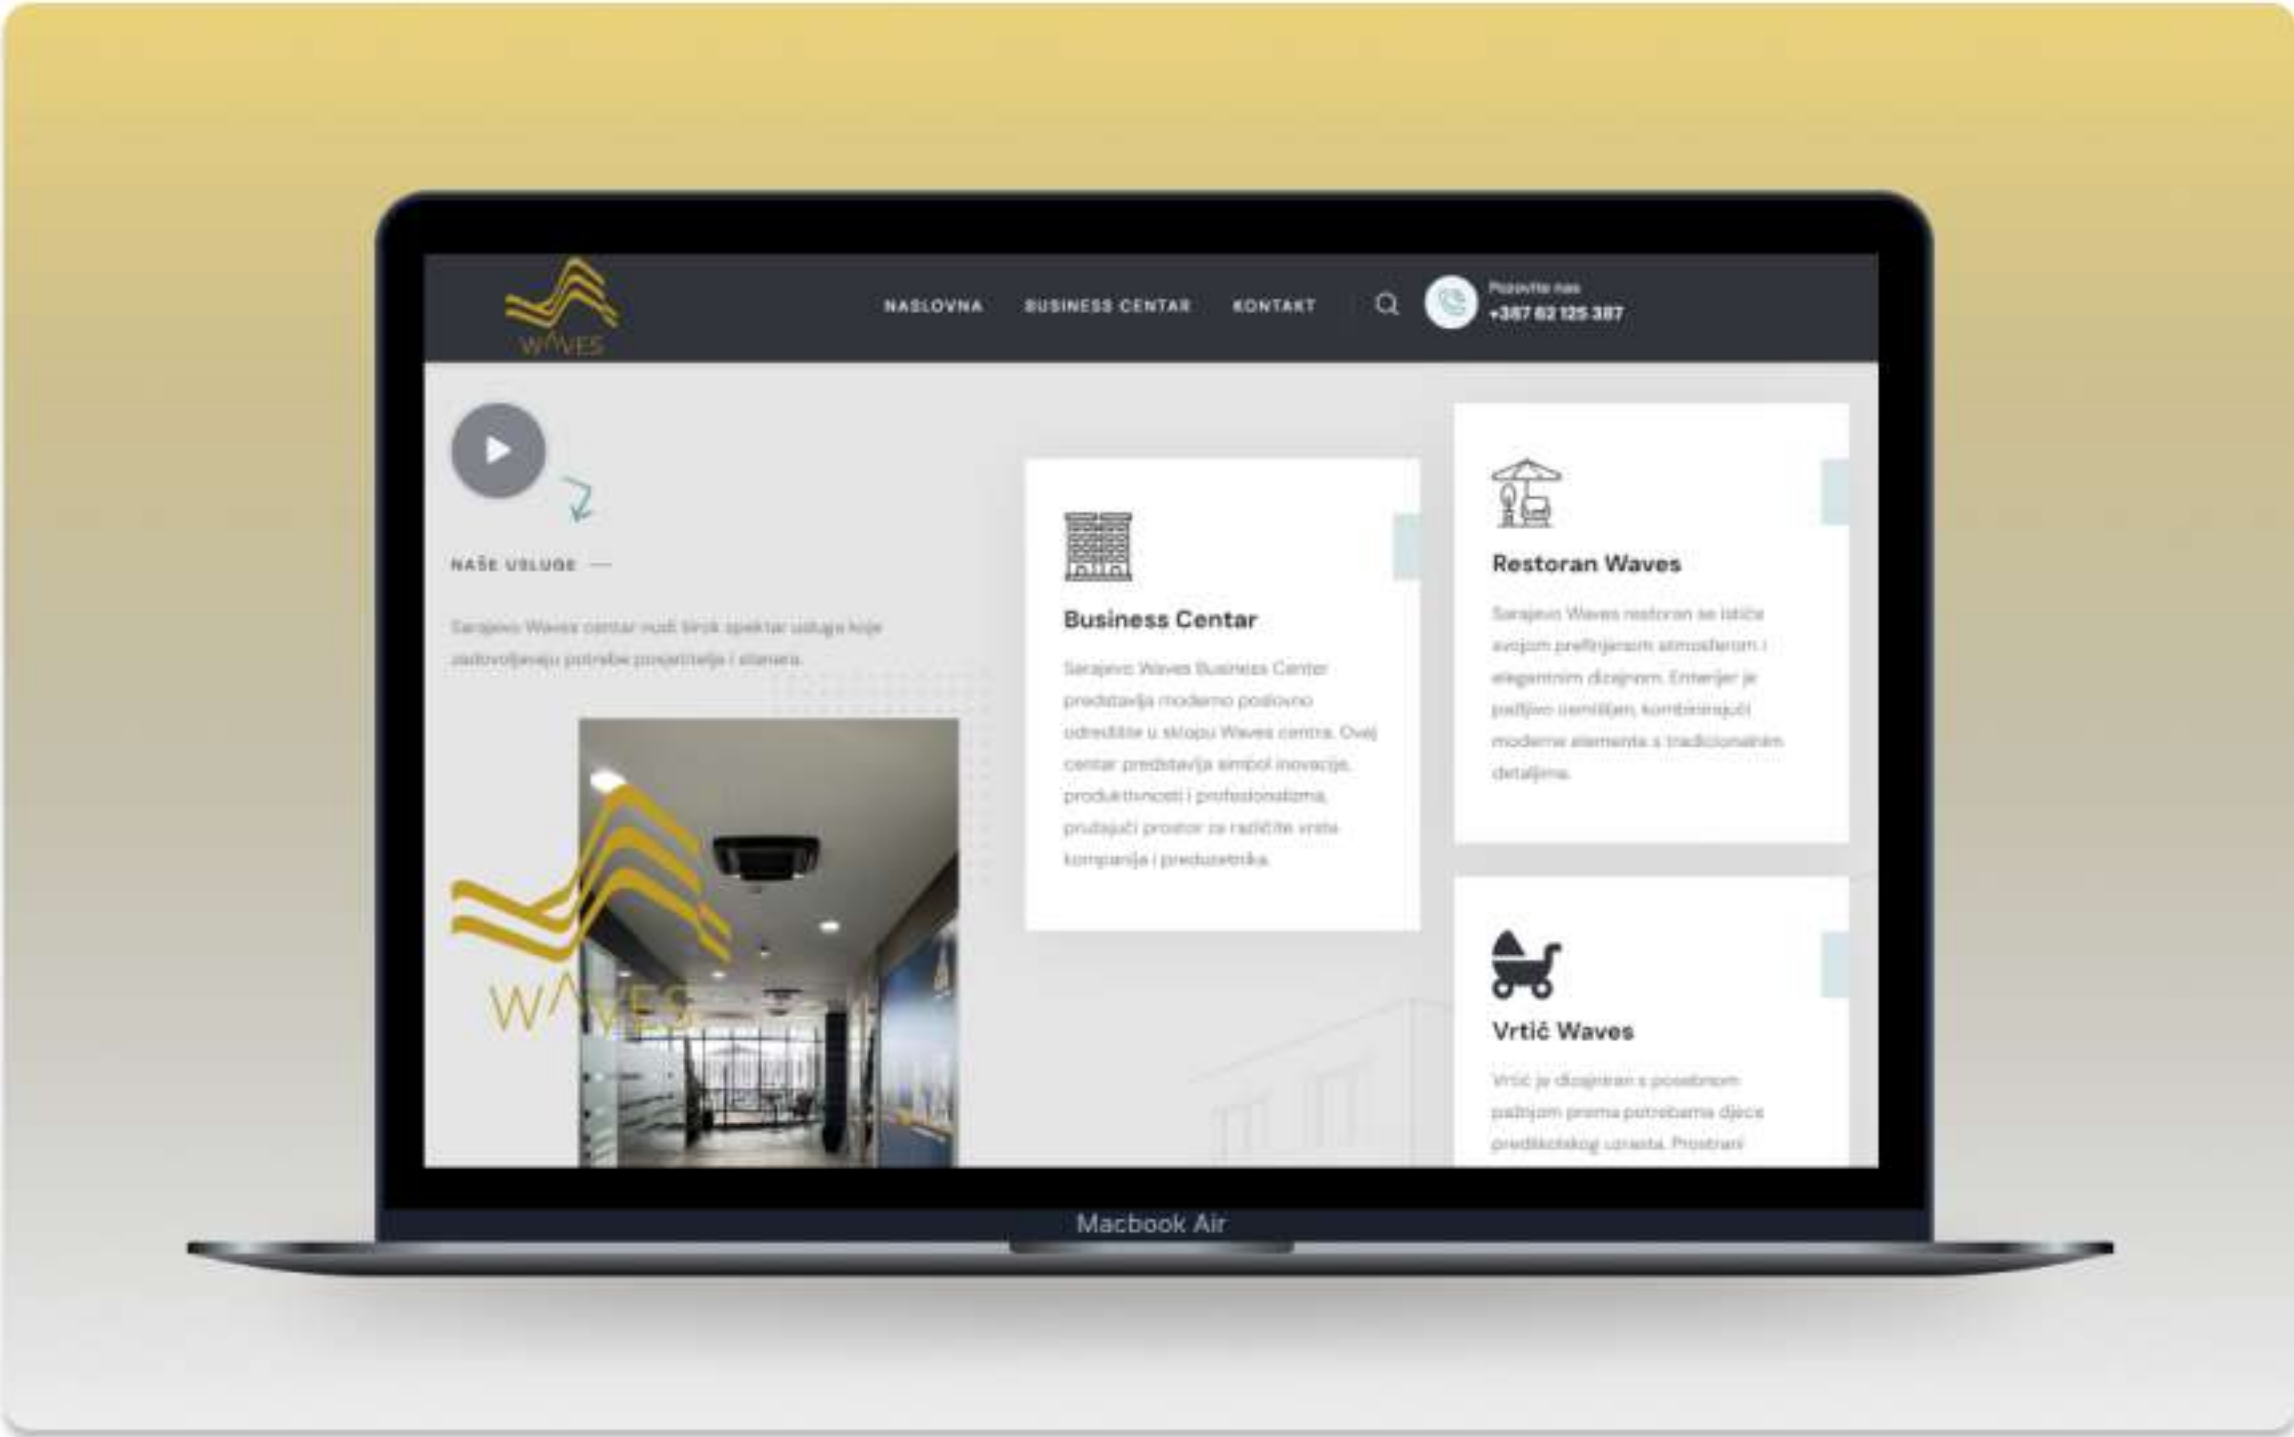 WAVES
NASLOVNA
BUSINESS CENTAR
KONTAKT
Pozovite nas
+387 62 125 387
NAŠE USLUGE
Sarajevo Waves centar nudi širok spektar usluga koje
zadovoljavaju potrebe posjetitelja i stanara.
WAVES
Business Centar
Sarajevo Waves Business Center
predstavlja moderno poslovno
odredište u sklopu Waves centra. Ovaj
centar predstavlja simbol inovacije,
produktivnosti i profesionalizma,
pružajući prostor za različite vrste
kompanija i preduzetnika.
Restoran Waves
Sarajevo Waves restoran se ističe
svojom prefinjenom atmosferom i
elegantnim dizajnom. Enterijer je
pažljivo osmišljen, kombinirajući
moderne elemente s tradicionalnim
detaljima.
Vrtić Waves
Vrtić je dizajniran s posebnom
pažnjom prema potrebama djece
predškolskog uzrasta. Prostrani
Macbook Air